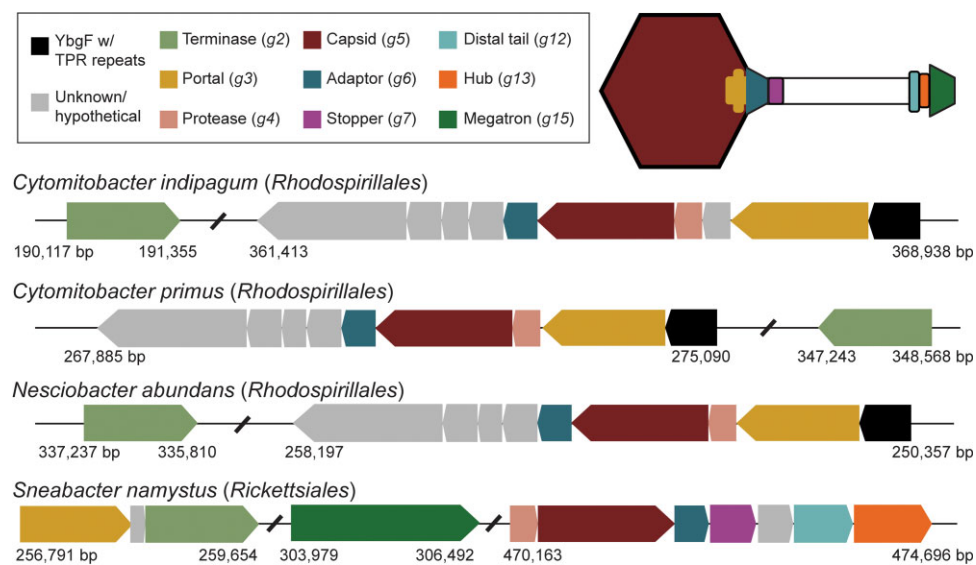 YbgF w/
TPR repeats
Unknown/
hypothetical
Terminase (g2)
Portal (g3)
Protease (g4)
Capsid (g5)
Adaptor (g6)
Stopper (g7)
Distal tail (g12)
Hub (g13)
Megatron (g15)
Cytomitobacter indipagum (Rhodospirillales)
190,117 bp 191,355 361,413 368,938 bp
Cytomitobacter primus (Rhodospirillales)
267,885 bp 275,090 347,243 348,568 bp
Nesciobacter abundans (Rhodospirillales)
337,237 bp 335,810 258,197 250,357 bp
Sneabacter namystus (Rickettsiales)
256,791 bp 259,654 303,979 306,492 470,163 474,696 bp